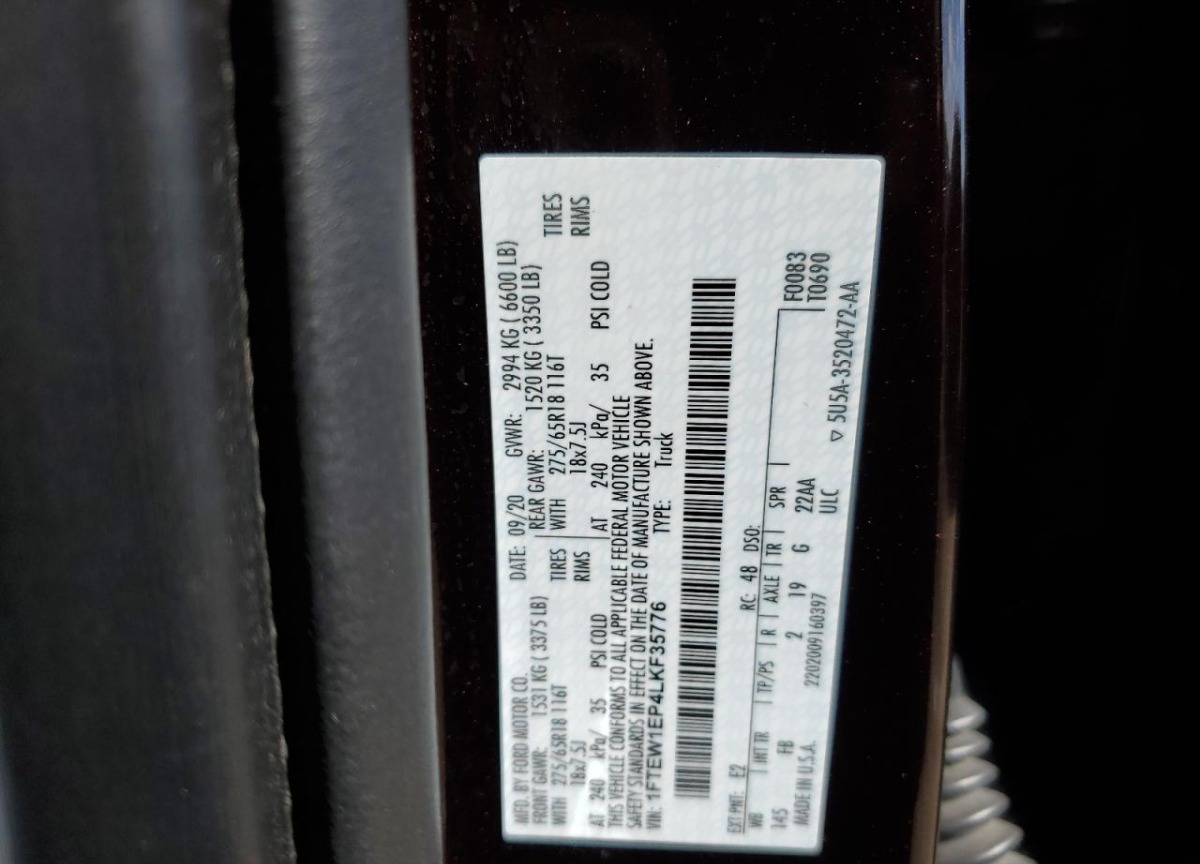 MFD. BY FORD MOTOR CO. DATE: 09/20 GVWR: 2994 KG ( 6600 LB)
FRONT GAWR: 1531 KG ( 3375 LB) REAR GAWR: 1520 KG ( 3350 LB)
WITH 275/65R18 116T TIRES WITH 275/65R18 116T TIRES
18x7.5J RIMS 18x7.5J RIMS
AT 240 kPa/ 35 PSI COLD AT 240 kPa/ 35 PSI COLD
THIS VEHICLE CONFORMS TO ALL APPLICABLE FEDERAL MOTOR VEHICLE
SAFETY STANDARDS IN EFFECT ON THE DATE OF MANUFACTURE SHOWN ABOVE.
VIN: 1FTEW1EP4LKF35776 TYPE: Truck
EXT PNT: E2 RC: 48 DSO: F0083
WB INT TR TP/PS R AXLE TR SPR T0690
145 FB 2 19 G 22AA
MADE IN U.S.A. 2202009160397 ULC ▽ 5U5A-3520472-AA